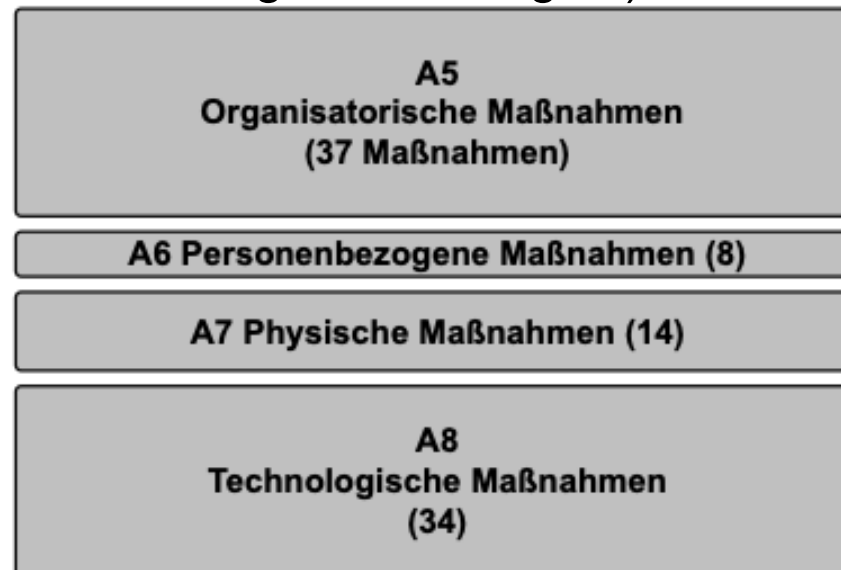 A5
Organisatorische Maßnahmen
(37 Maßnahmen)
A6 Personenbezogene Maßnahmen (8)
A7 Physische Maßnahmen (14)
A8
Technologische Maßnahmen
(34)